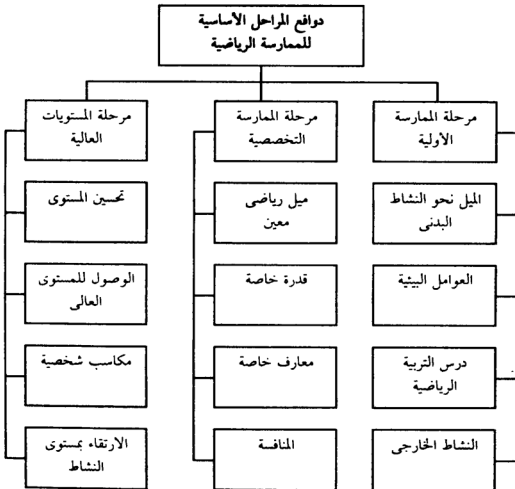 دوافع المراحل الأساسية
للممارسة الرياضية
مرحلة الممارسة
الأولية
الميل نحو النشاط
البدنى
العوامل البيئية
درس التربية
الرياضية
النشاط الخارجى
مرحلة الممارسة
التخصصية
ميل رياضى
معين
قدرة خاصة
معارف خاصة
المنافسة
مرحلة المستويات
العالية
تحسين المستوى
الوصول للمستوى
العالى
مكاسب شخصية
الارتقاء بمستوى
النشاط